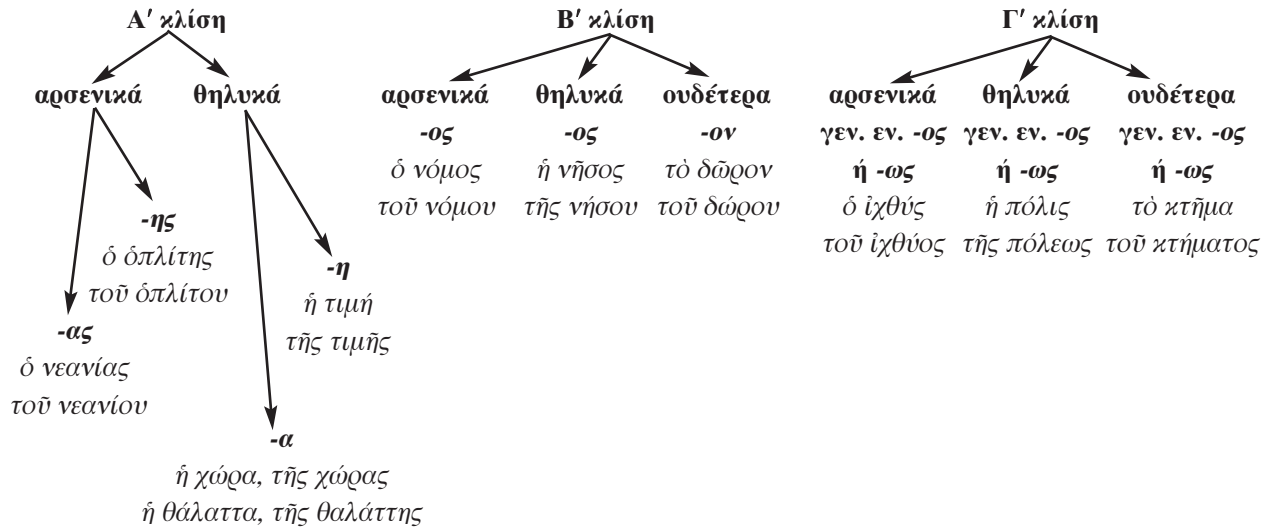 Α′ κλίση
αρσενικά θηλυκά
-ης
ὁ ὁπλίτης
τοῦ ὁπλίτου
-ας
ὁ νεανίας
τοῦ νεανίου
-η
ἡ τιμή
τῆς τιμῆς
-α
ἡ χώρα, τῆς χώρας
ἡ θάλαττα, τῆς θαλάττης
Β′ κλίση
αρσενικά θηλυκά ουδέτερα
-ος -ος -ον
ὁ νόμος ἡ νῆσος τὸ δῶρον
τοῦ νόμου τῆς νήσου τοῦ δώρου
Γ′ κλίση
αρσενικά θηλυκά ουδέτερα
γεν. εν. -ος γεν. εν. -ος γεν. εν. -ος
ή -ως ή -ως ή -ως
ὁ ἰχθύς ἡ πόλις τὸ κτῆμα
τοῦ ἰχθύος τῆς πόλεως τοῦ κτήματος